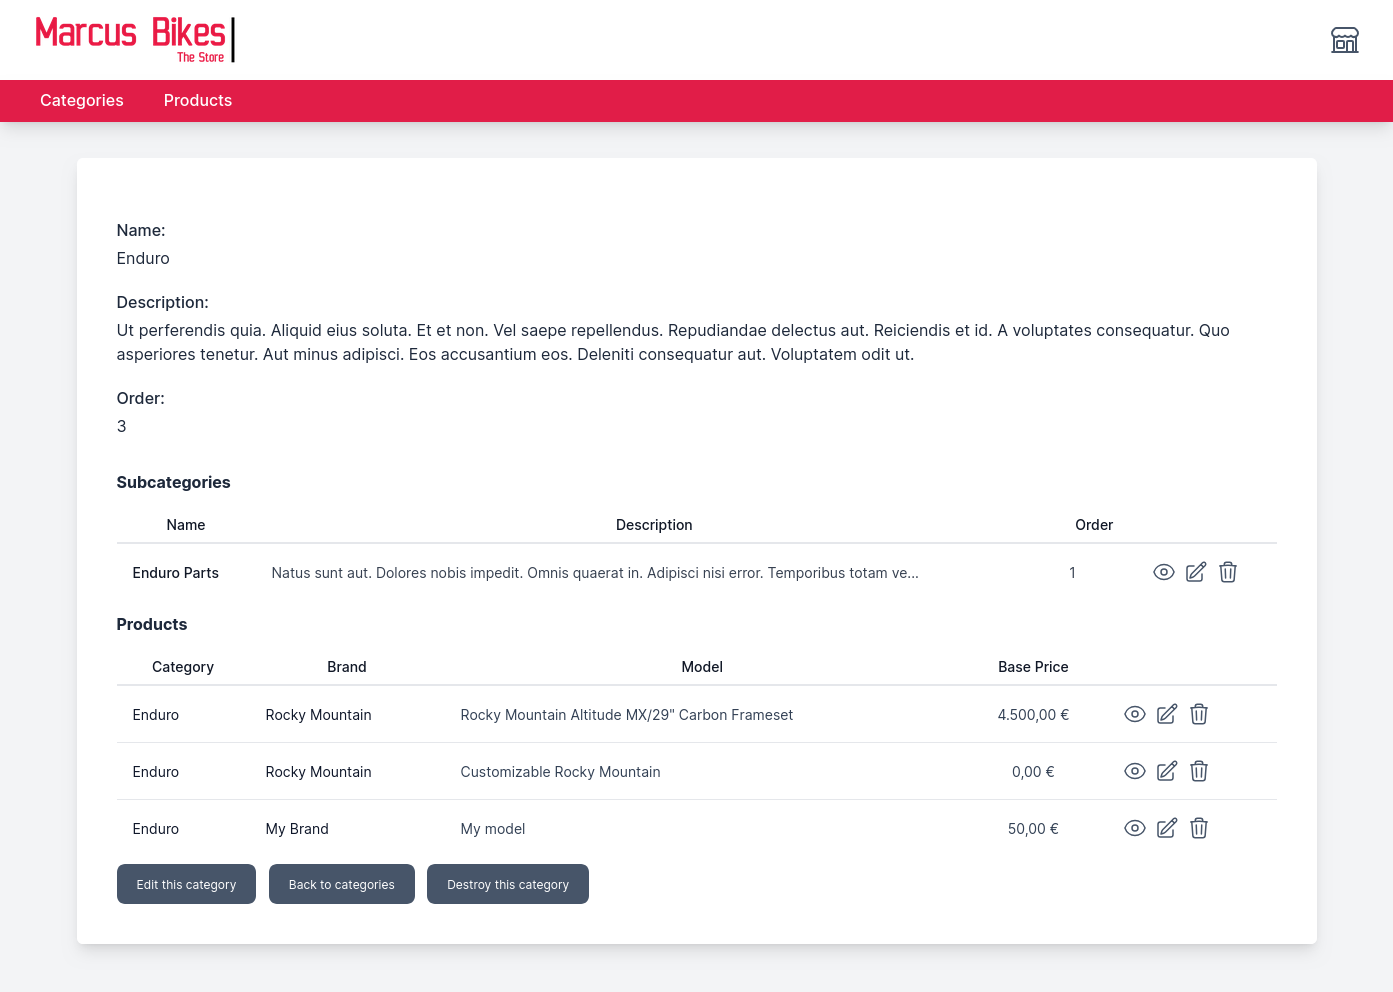 Marcus Bikes
The Store
Categories Products
Name:
Enduro
Description:
Ut perferendis quia. Aliquid eius soluta. Et et non. Vel saepe repellendus. Repudiandae delectus aut. Reiciendis et id. A voluptates consequatur. Quo
asperiores tenetur. Aut minus adipisci. Eos accusantium eos. Deleniti consequatur aut. Voluptatem odit ut.
Order:
3
Subcategories
Name Description Order
Enduro Parts Natus sunt aut. Dolores nobis impedit. Omnis quaerat in. Adipisci nisi error. Temporibus totam ve... 1
Products
Category Brand Model Base Price
Enduro Rocky Mountain Rocky Mountain Altitude MX/29" Carbon Frameset 4.500,00 €
Enduro Rocky Mountain Customizable Rocky Mountain 0,00 €
Enduro My Brand My model 50,00 €
Edit this category Back to categories Destroy this category